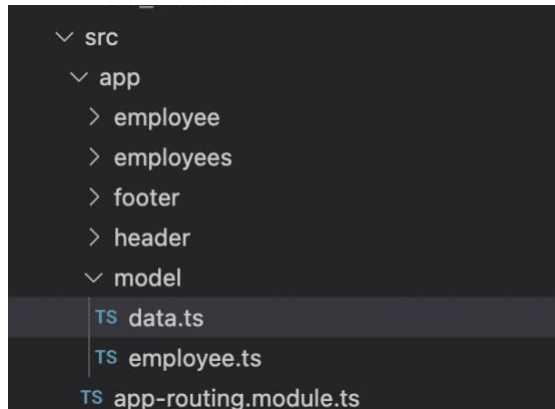 src
app
employee
employees
footer
header
model
TS data.ts
TS employee.ts
TS app-routing.module.ts